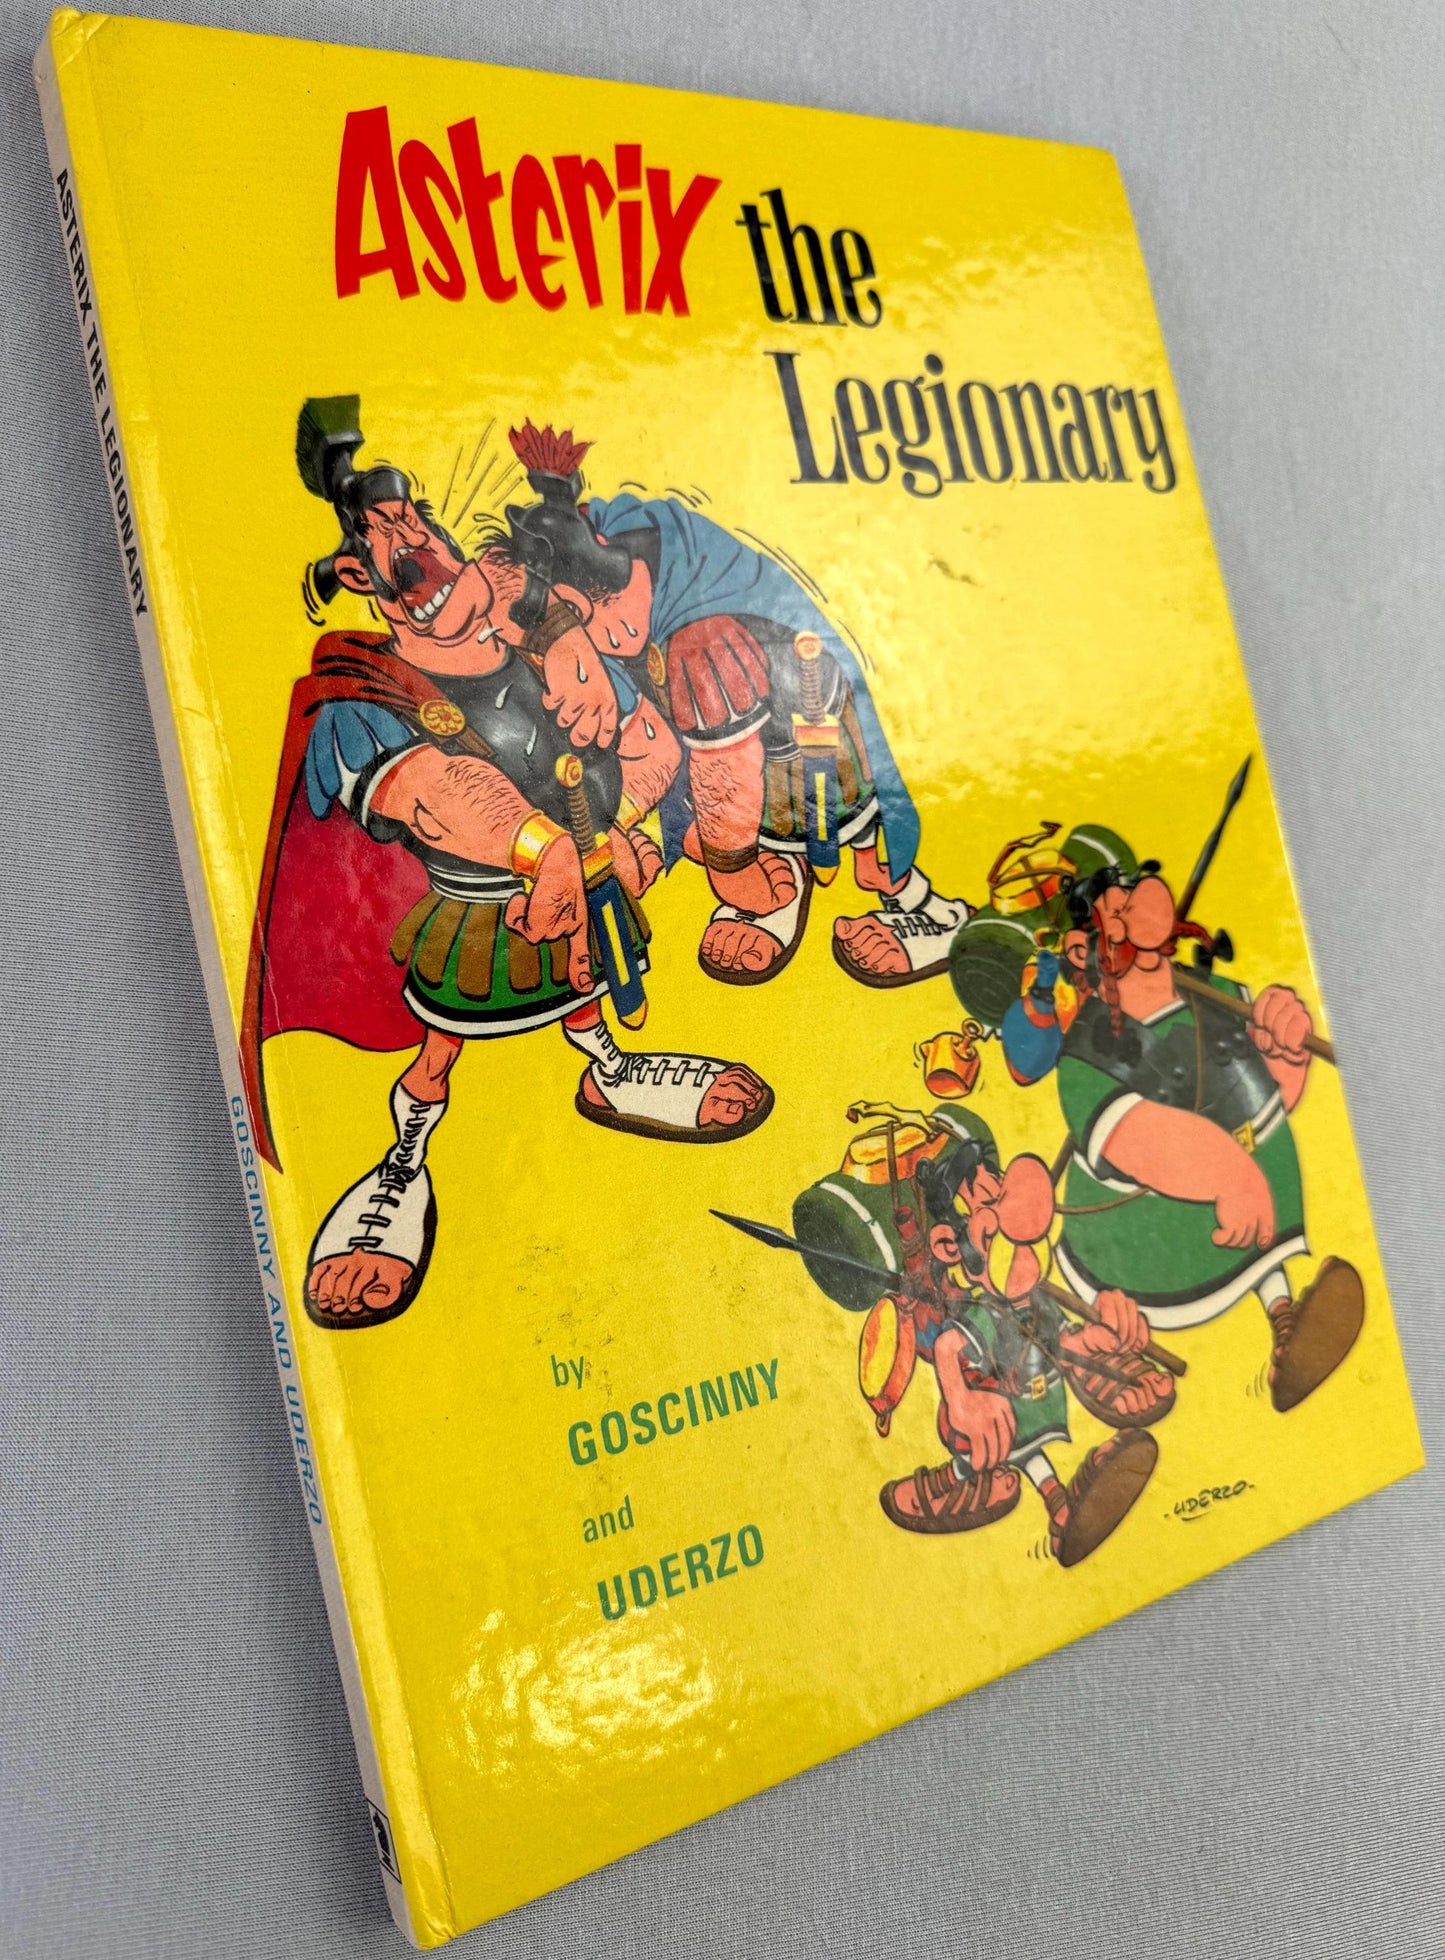 Asterix the
Legionary
by
GOSCINNY
and
UDERZO
UDERZO
ASTERIX THE LEGIONARY
GOSCINNY AND UDERZO